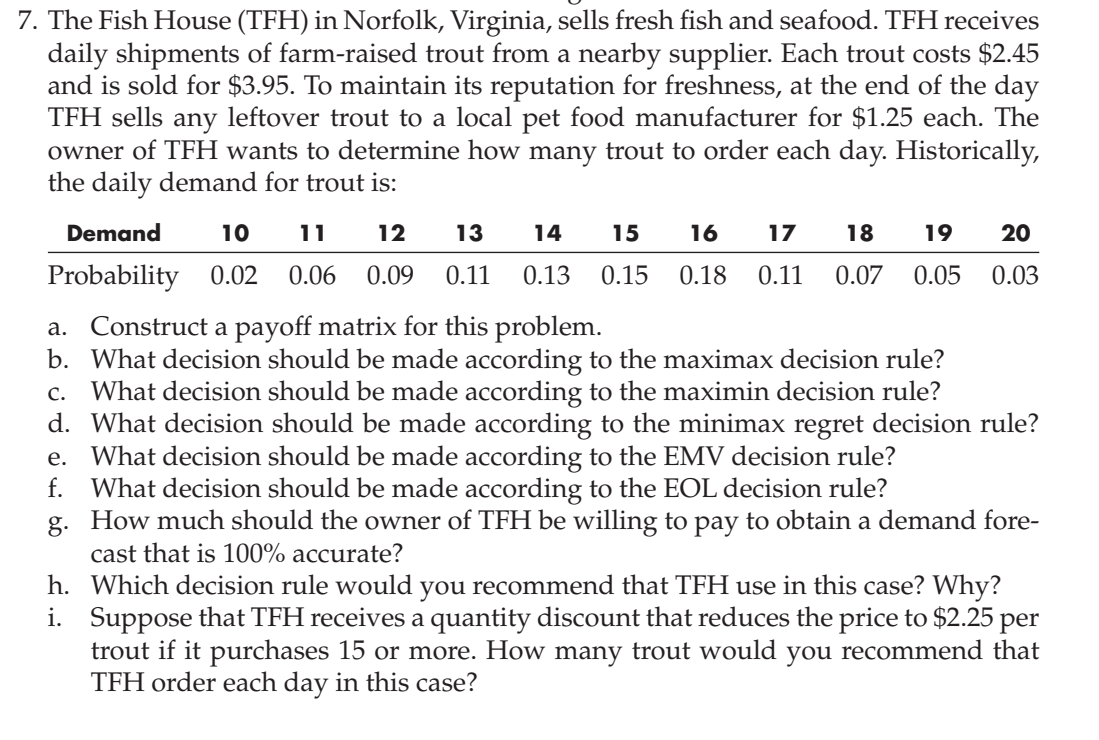 7. The Fish House (TFH) in Norfolk, Virginia, sells fresh fish and seafood. TFH receives
daily shipments of farm-raised trout from a nearby supplier. Each trout costs $2.45
and is sold for $3.95. To maintain its reputation for freshness, at the end of the day
TFH sells any leftover trout to a local pet food manufacturer for $1.25 each. The
owner of TFH wants to determine how many trout to order each day. Historically,
the daily demand for trout is:
Demand 10 11 12 13 14 15 16 17 18 19 20
Probability 0.02 0.06 0.09 0.11 0.13 0.15 0.18 0.11 0.07 0.05 0.03
a. Construct a payoff matrix for this problem.
b. What decision should be made according to the maximax decision rule?
c. What decision should be made according to the maximin decision rule?
d. What decision should be made according to the minimax regret decision rule?
e. What decision should be made according to the EMV decision rule?
f. What decision should be made according to the EOL decision rule?
g. How much should the owner of TFH be willing to pay to obtain a demand fore-
cast that is 100% accurate?
h. Which decision rule would you recommend that TFH use in this case? Why?
i. Suppose that TFH receives a quantity discount that reduces the price to $2.25 per
trout if it purchases 15 or more. How many trout would you recommend that
TFH order each day in this case?